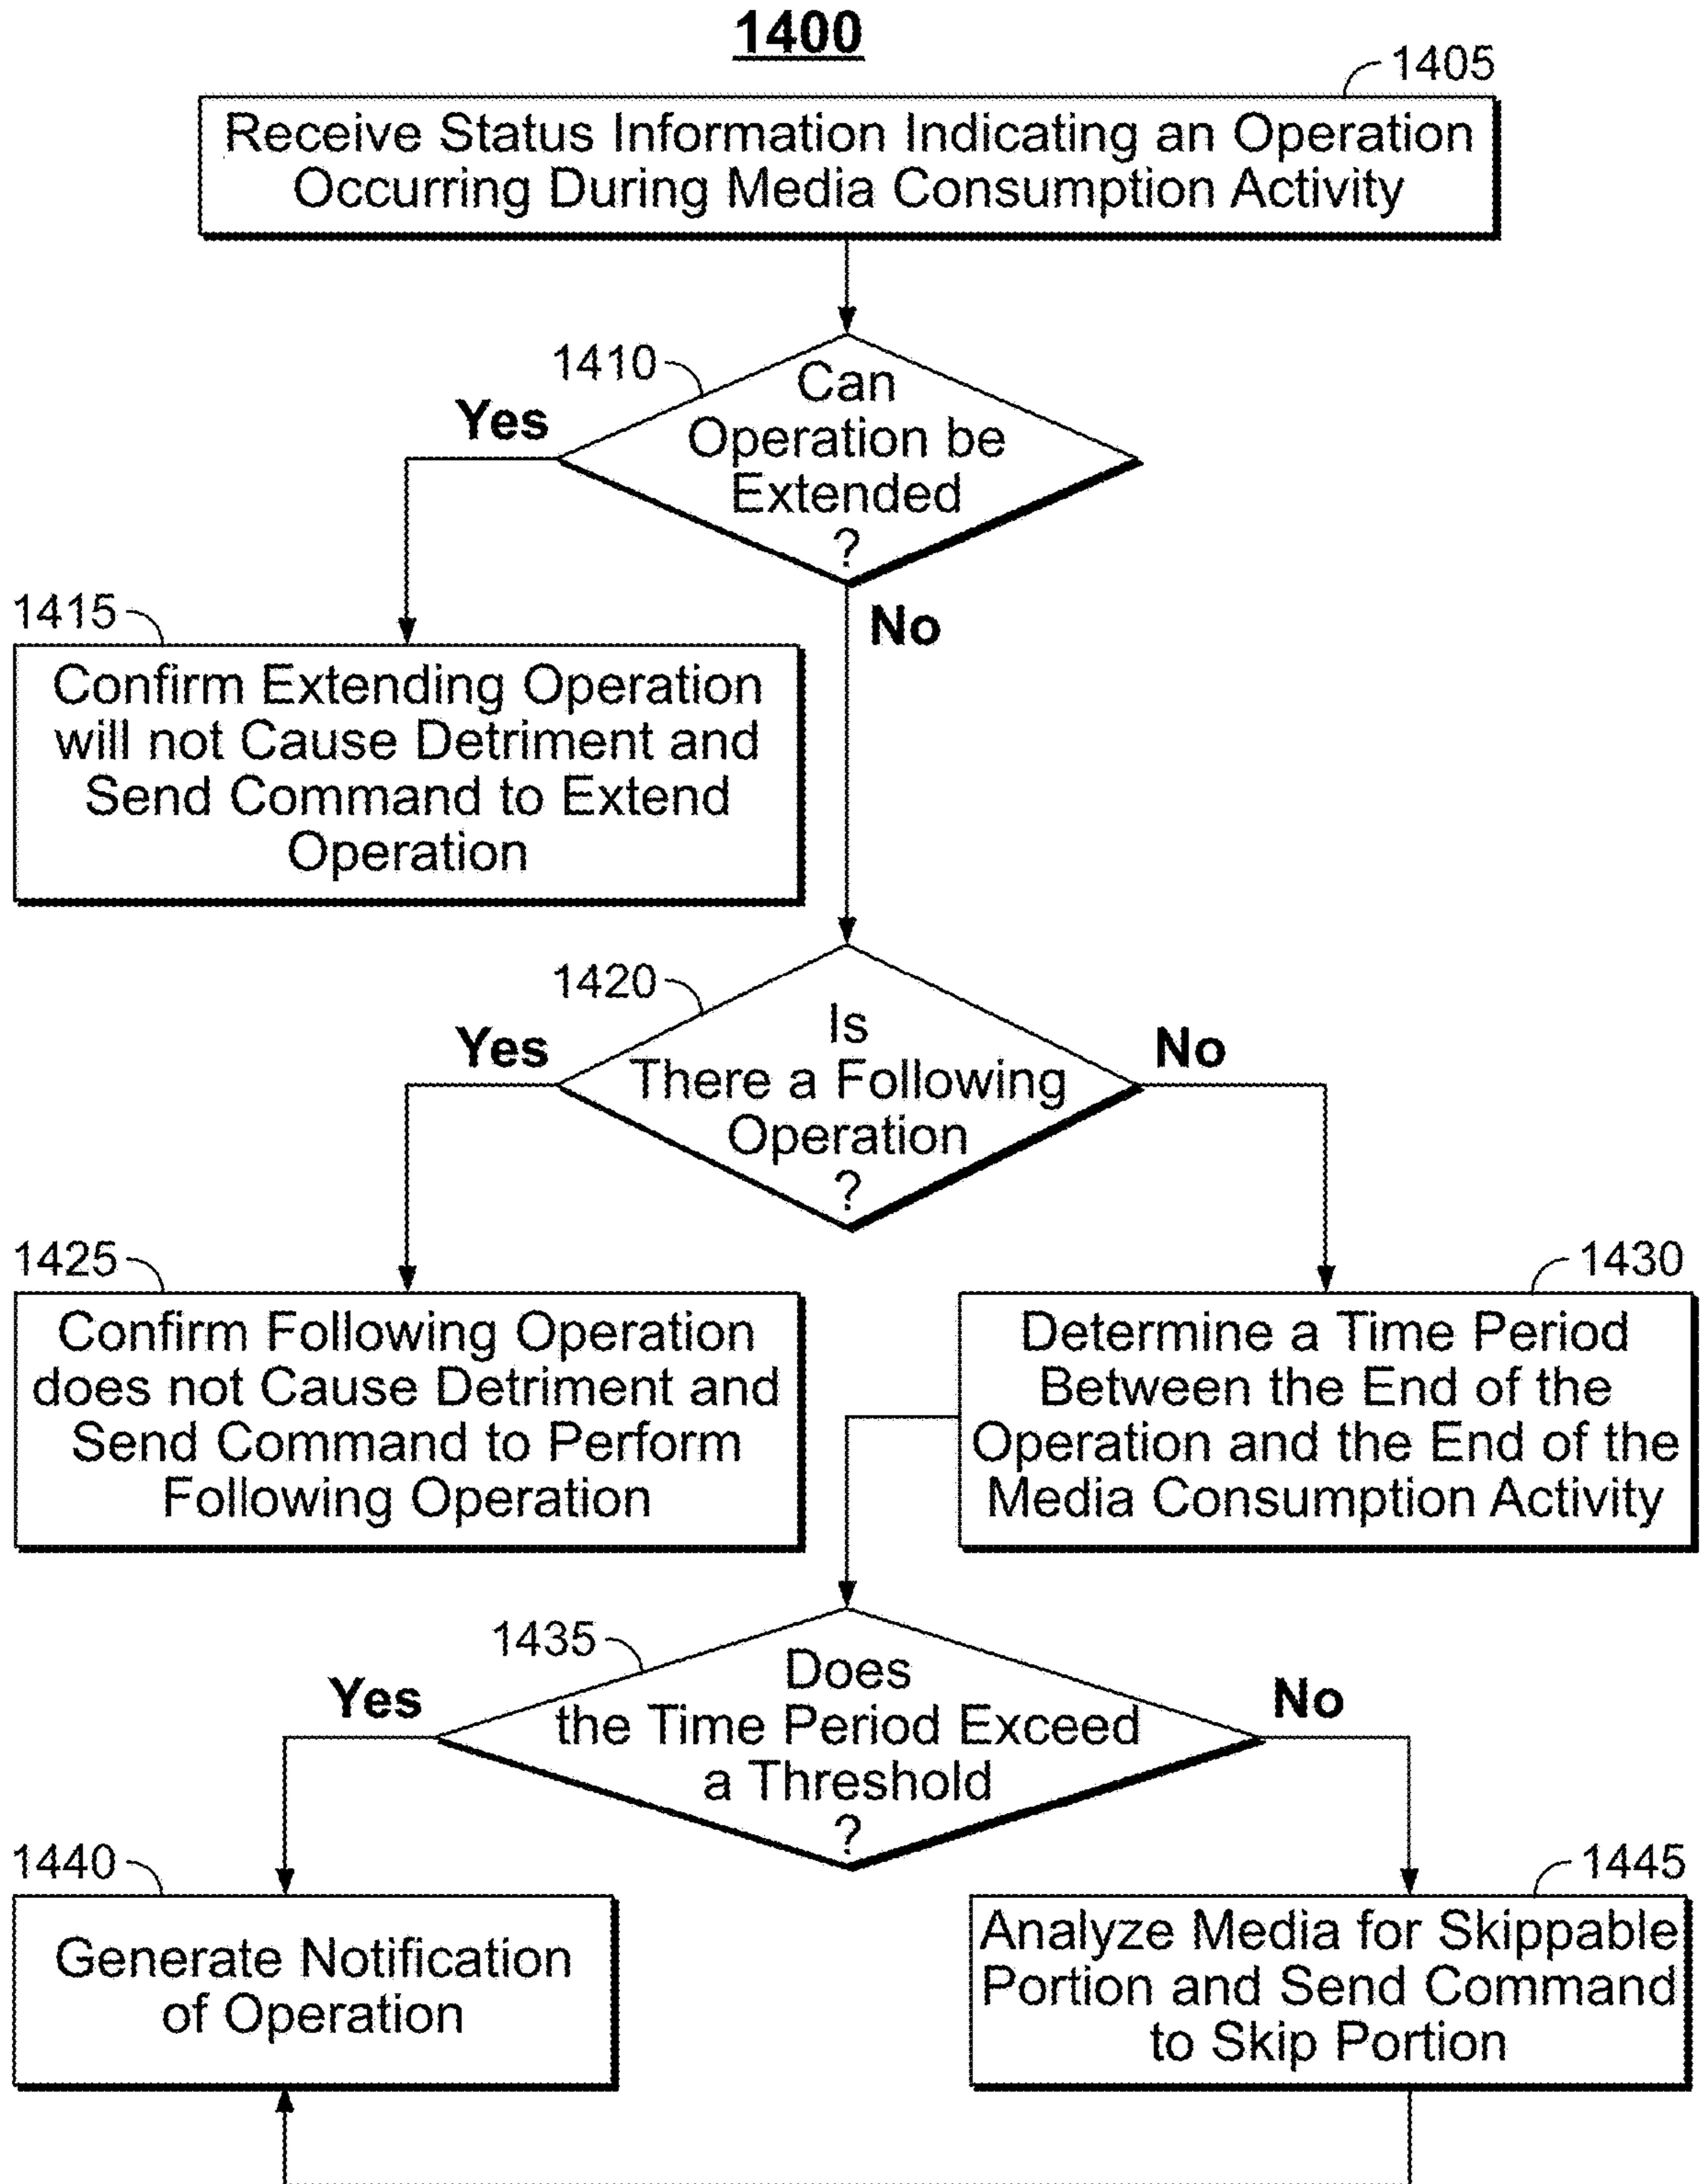 1400
1405
Receive Status Information Indicating an Operation
Occurring During Media Consumption Activity
1410
Can
Operation be
Extended
?
Yes
No
1415
Confirm Extending Operation
will not Cause Detriment and
Send Command to Extend
Operation
1420
Is
There a Following
Operation
?
Yes
No
1425
Confirm Following Operation
does not Cause Detriment and
Send Command to Perform
Following Operation
1430
Determine a Time Period
Between the End of the
Operation and the End of the
Media Consumption Activity
1435
Does
the Time Period Exceed
a Threshold
?
Yes
No
1440
Generate Notification
of Operation
1445
Analyze Media for Skippable
Portion and Send Command
to Skip Portion